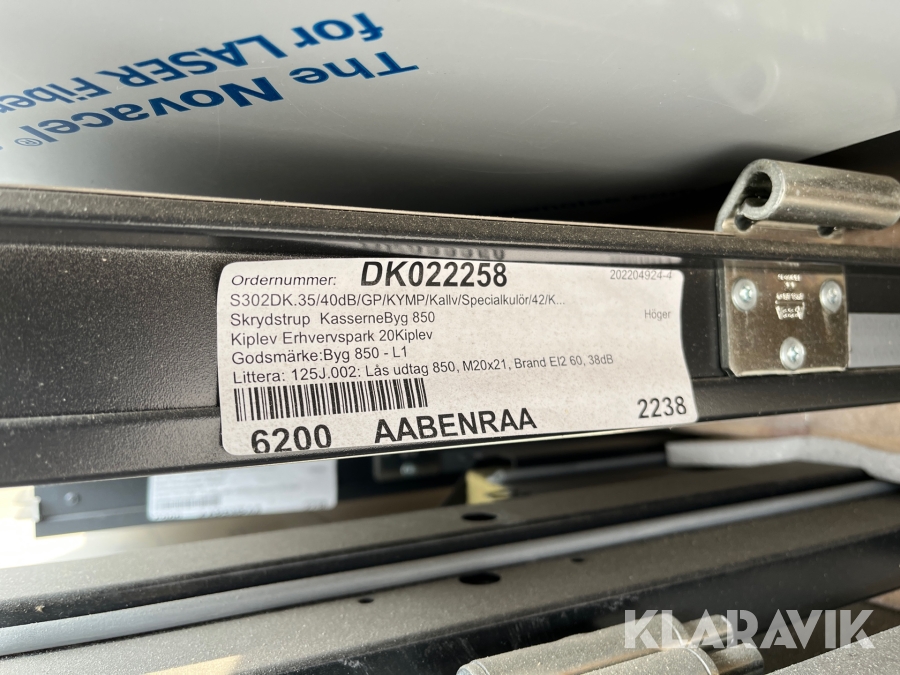 The Novacel®
for LASER Fiber
Ordernummer: DK022258 202204924-4
S302DK.35/40dB/GP/KYMP/Kallv/Specialkulör/42/K...
Skrydstrup KasserneByg 850 Höger
Kiplev Erhvervspark 20Kiplev
Godsmärke:Byg 850 - L1
Littera: 125J.002: Lås udtag 850, M20x21, Brand EI2 60, 38dB
6200 AABENRAA 2238
KLARAVIK